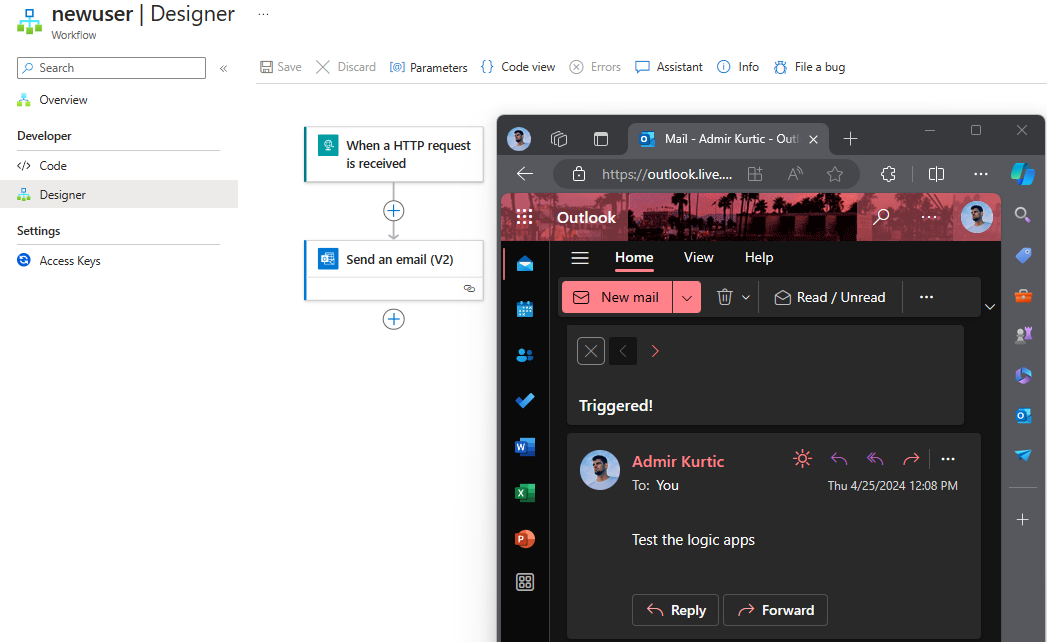 newuser | Designer ...
Workflow
Search
«
Save Discard [@] Parameters {} Code view Errors Assistant Info File a bug
Overview
Developer
</> Code
Designer
Settings
Access Keys
When a HTTP request
is received
Send an email (V2)
Mail - Admir Kurtic - Outl
https://outlook.live....
Outlook
Home View Help
New mail
Read / Unread
Triggered!
Admir Kurtic
To: You
Thu 4/25/2024 12:08 PM
Test the logic apps
Reply
Forward